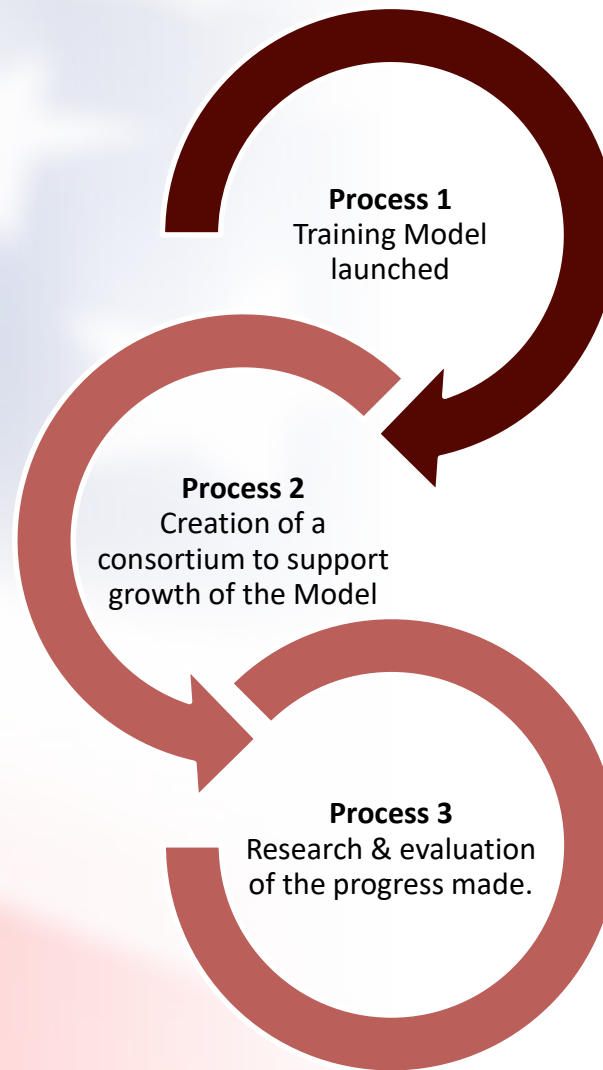 Process 1
Training Model
launched
Process 2
Creation of a
consortium to support
growth of the Model
Process 3
Research & evaluation
of the progress made.